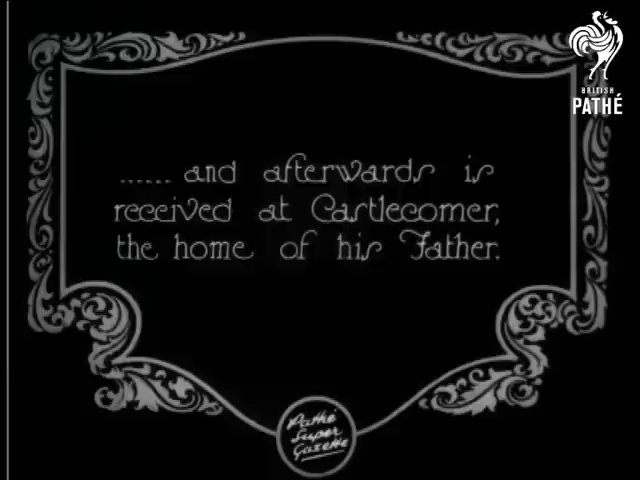 BRITISH
PATHÉ
...... and afterwards is
received at Castlecomer,
the home of his Father.
Pathé
Super
Gazette